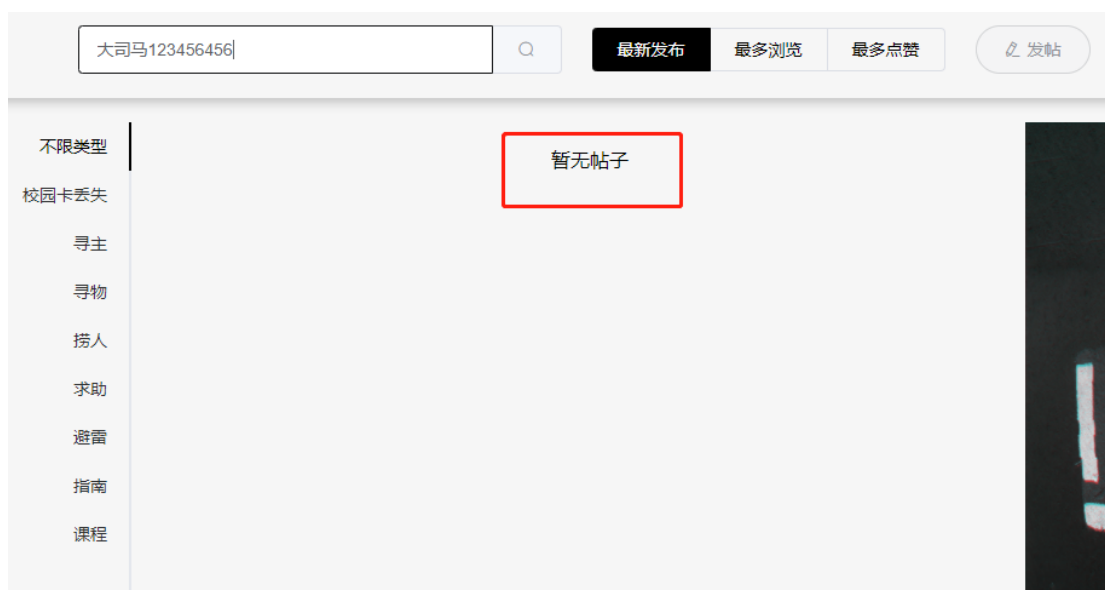 大司马123456456
最新发布
最多浏览
最多点赞
发帖
不限类型
校园卡丢失
寻主
寻物
捞人
求助
避雷
指南
课程
暂无帖子